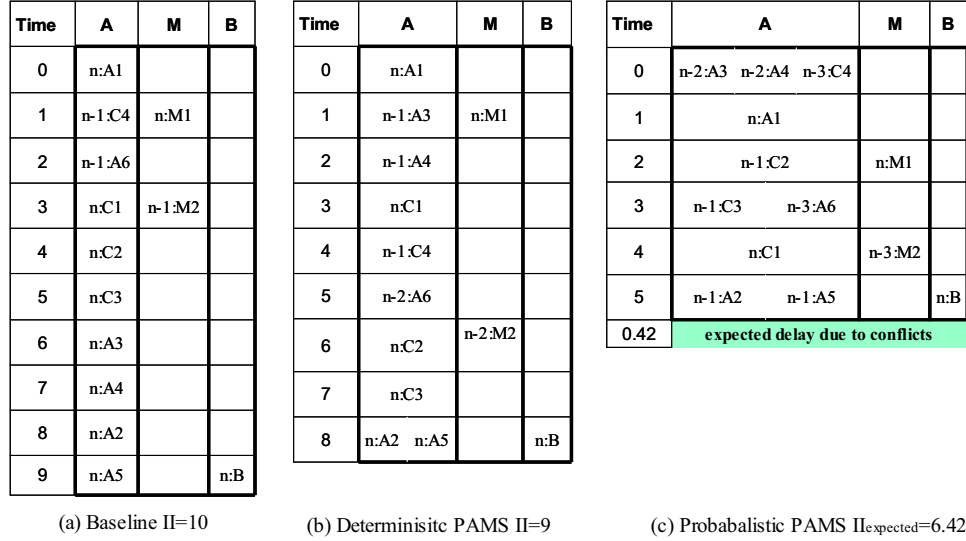 Time A M B
0 n:A1
1 n-1:C4 n:M1
2 n-1:A6
3 n:C1 n-1:M2
4 n:C2
5 n:C3
6 n:A3
7 n:A4
8 n:A2
9 n:A5 n:B
(a) Baseline II=10
Time A M B
0 n:A1
1 n-1:A3 n:M1
2 n-1:A4
3 n:C1
4 n-1:C4
5 n-2:A6
6 n:C2 n-2:M2
7 n:C3
8 n:A2 n:A5 n:B
(b) Determinisitc PAMS II=9
Time A M B
0 n-2:A3 n-2:A4 n-3:C4
1 n:A1
2 n-1:C2 n:M1
3 n-1:C3 n-3:A6
4 n:C1 n-3:M2
5 n-1:A2 n-1:A5 n:B
0.42 expected delay due to conflicts
(c) Probabalistic PAMS IIexpected=6.42